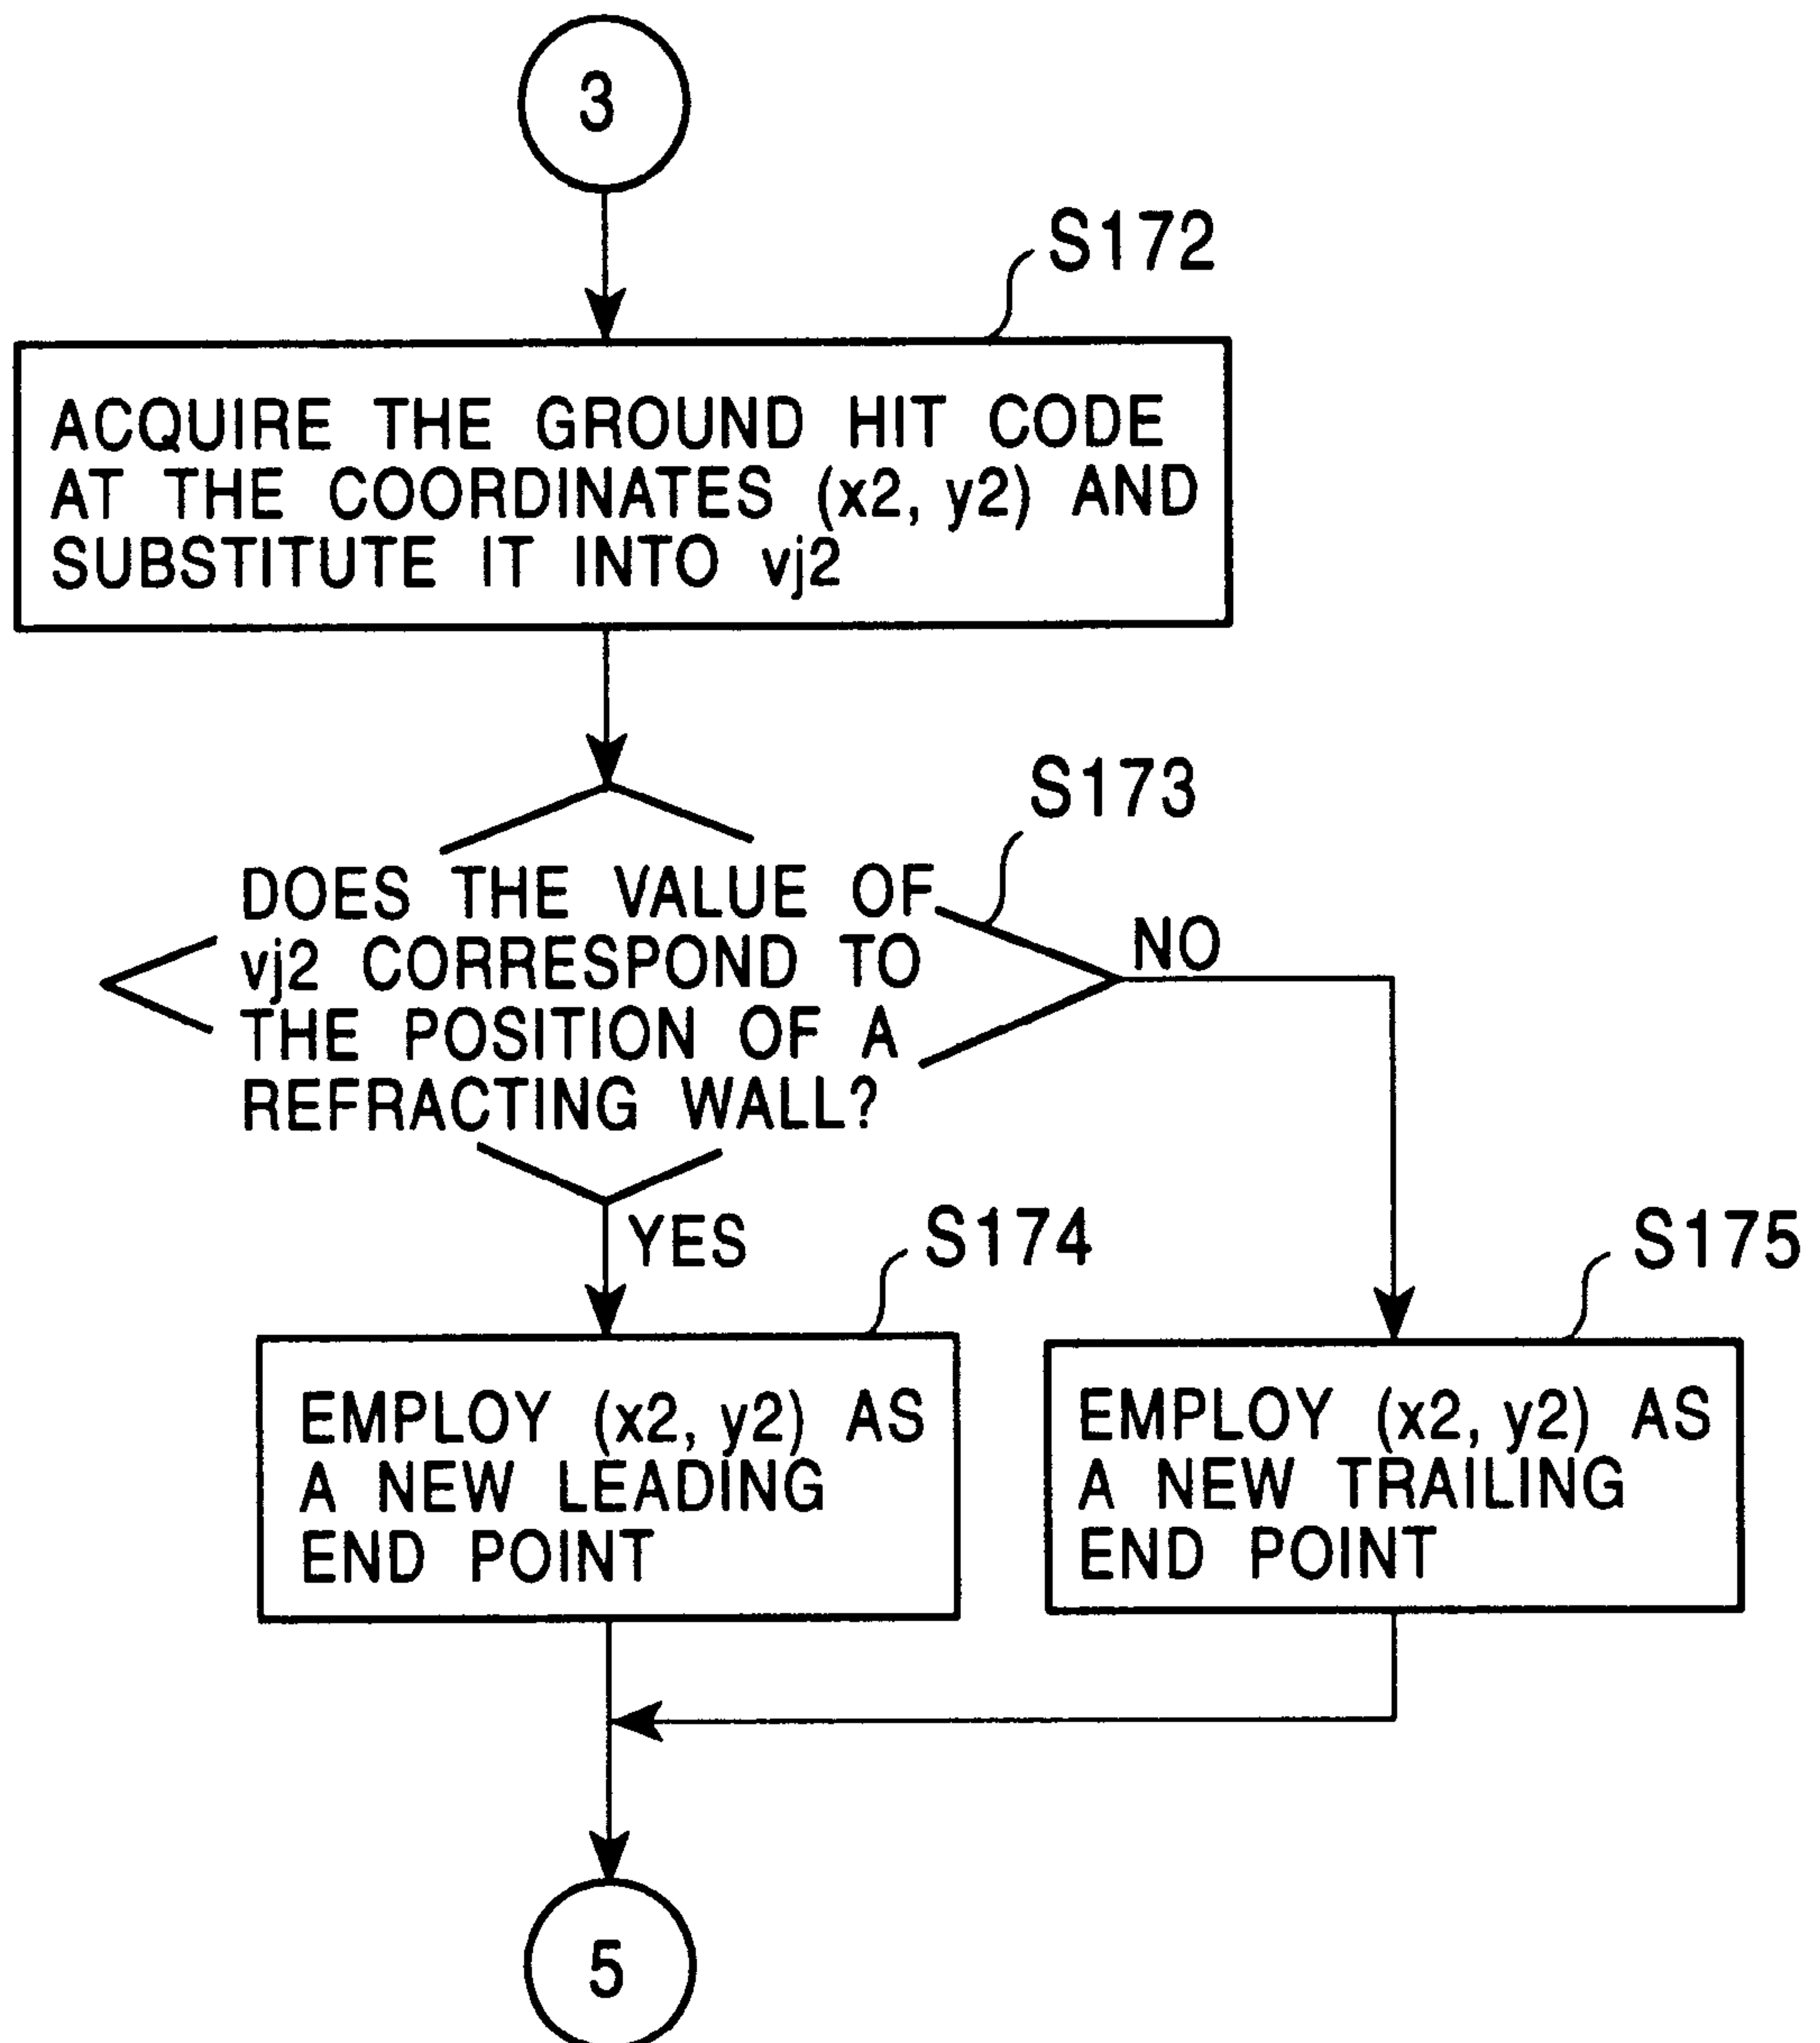 3
S172
ACQUIRE THE GROUND HIT CODE
AT THE COORDINATES (x2, y2) AND
SUBSTITUTE IT INTO vj2
S173
DOES THE VALUE OF
vj2 CORRESPOND TO
THE POSITION OF A
REFRACTING WALL?
NO
YES
S174
S175
EMPLOY (x2, y2) AS
A NEW LEADING
END POINT
EMPLOY (x2, y2) AS
A NEW TRAILING
END POINT
5